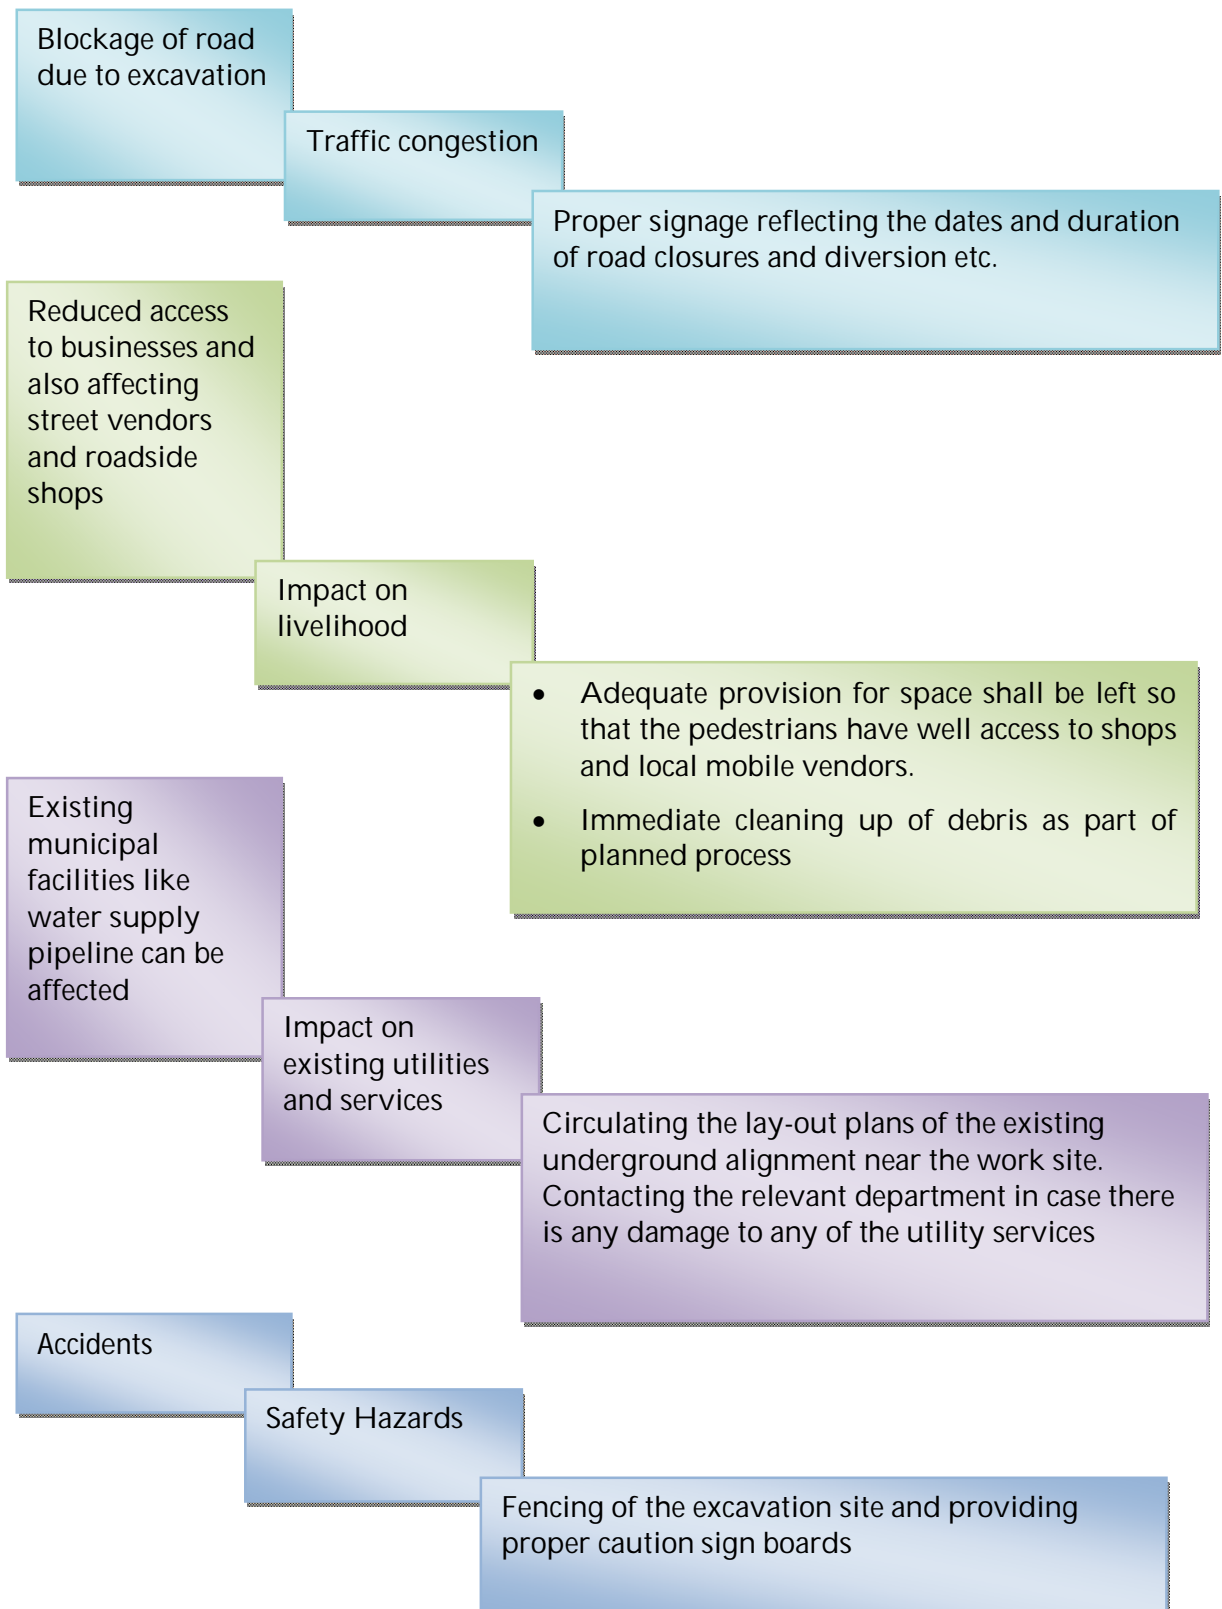 Blockage of road
due to excavation
Traffic congestion
Proper signage reflecting the dates and duration
of road closures and diversion etc.
Reduced access
to businesses and
also affecting
street vendors
and roadside
shops
Impact on
livelihood
• Adequate provision for space shall be left so
that the pedestrians have well access to shops
and local mobile vendors.
• Immediate cleaning up of debris as part of
planned process
Existing
municipal
facilities like
water supply
pipeline can be
affected
Impact on
existing utilities
and services
Circulating the lay-out plans of the existing
underground alignment near the work site.
Contacting the relevant department in case there
is any damage to any of the utility services
Accidents
Safety Hazards
Fencing of the excavation site and providing
proper caution sign boards